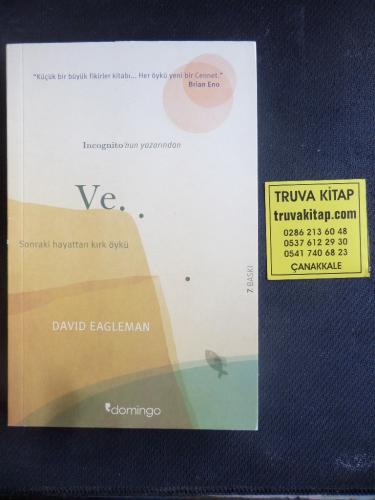 "Küçük bir büyük fikirler kitabı... Her öykü yeni bir Cennet."
Brian Eno
Incognito'nun yazarından
Ve. . .
Sonraki hayattan kırk öykü
7. BASKI
DAVID EAGLEMAN
domingo
TRUVA KİTAP
truvakitap.com
0286 213 60 48
0537 612 29 30
0541 740 68 23
ÇANAKKALE